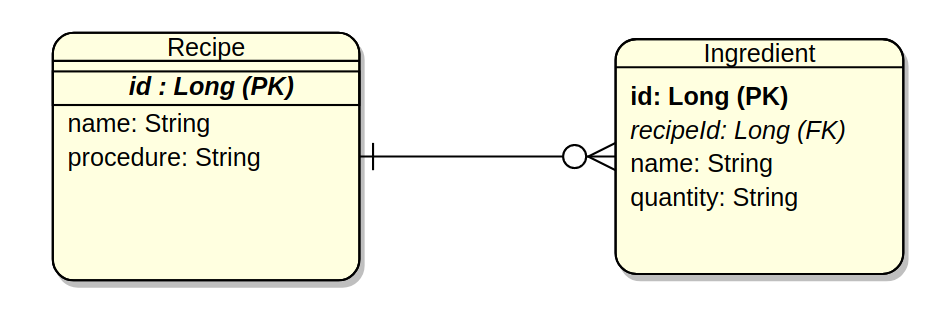 Recipe
id : Long (PK)
name: String
procedure: String
Ingredient
id: Long (PK)
recipeId: Long (FK)
name: String
quantity: String